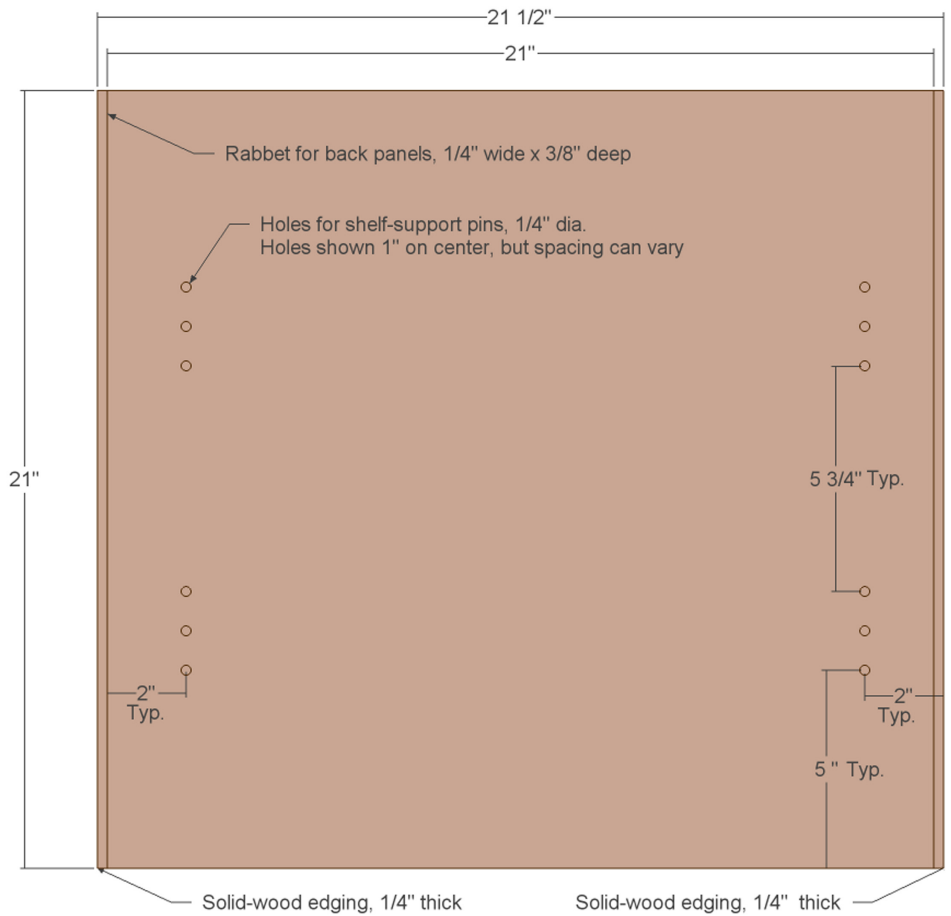 21 1/2"
21"
Rabbet for back panels, 1/4" wide x 3/8" deep
Holes for shelf-support pins, 1/4" dia.
Holes shown 1" on center, but spacing can vary
21"
5 3/4" Typ.
2"
Typ.
2"
Typ.
5 " Typ.
Solid-wood edging, 1/4" thick
Solid-wood edging, 1/4" thick